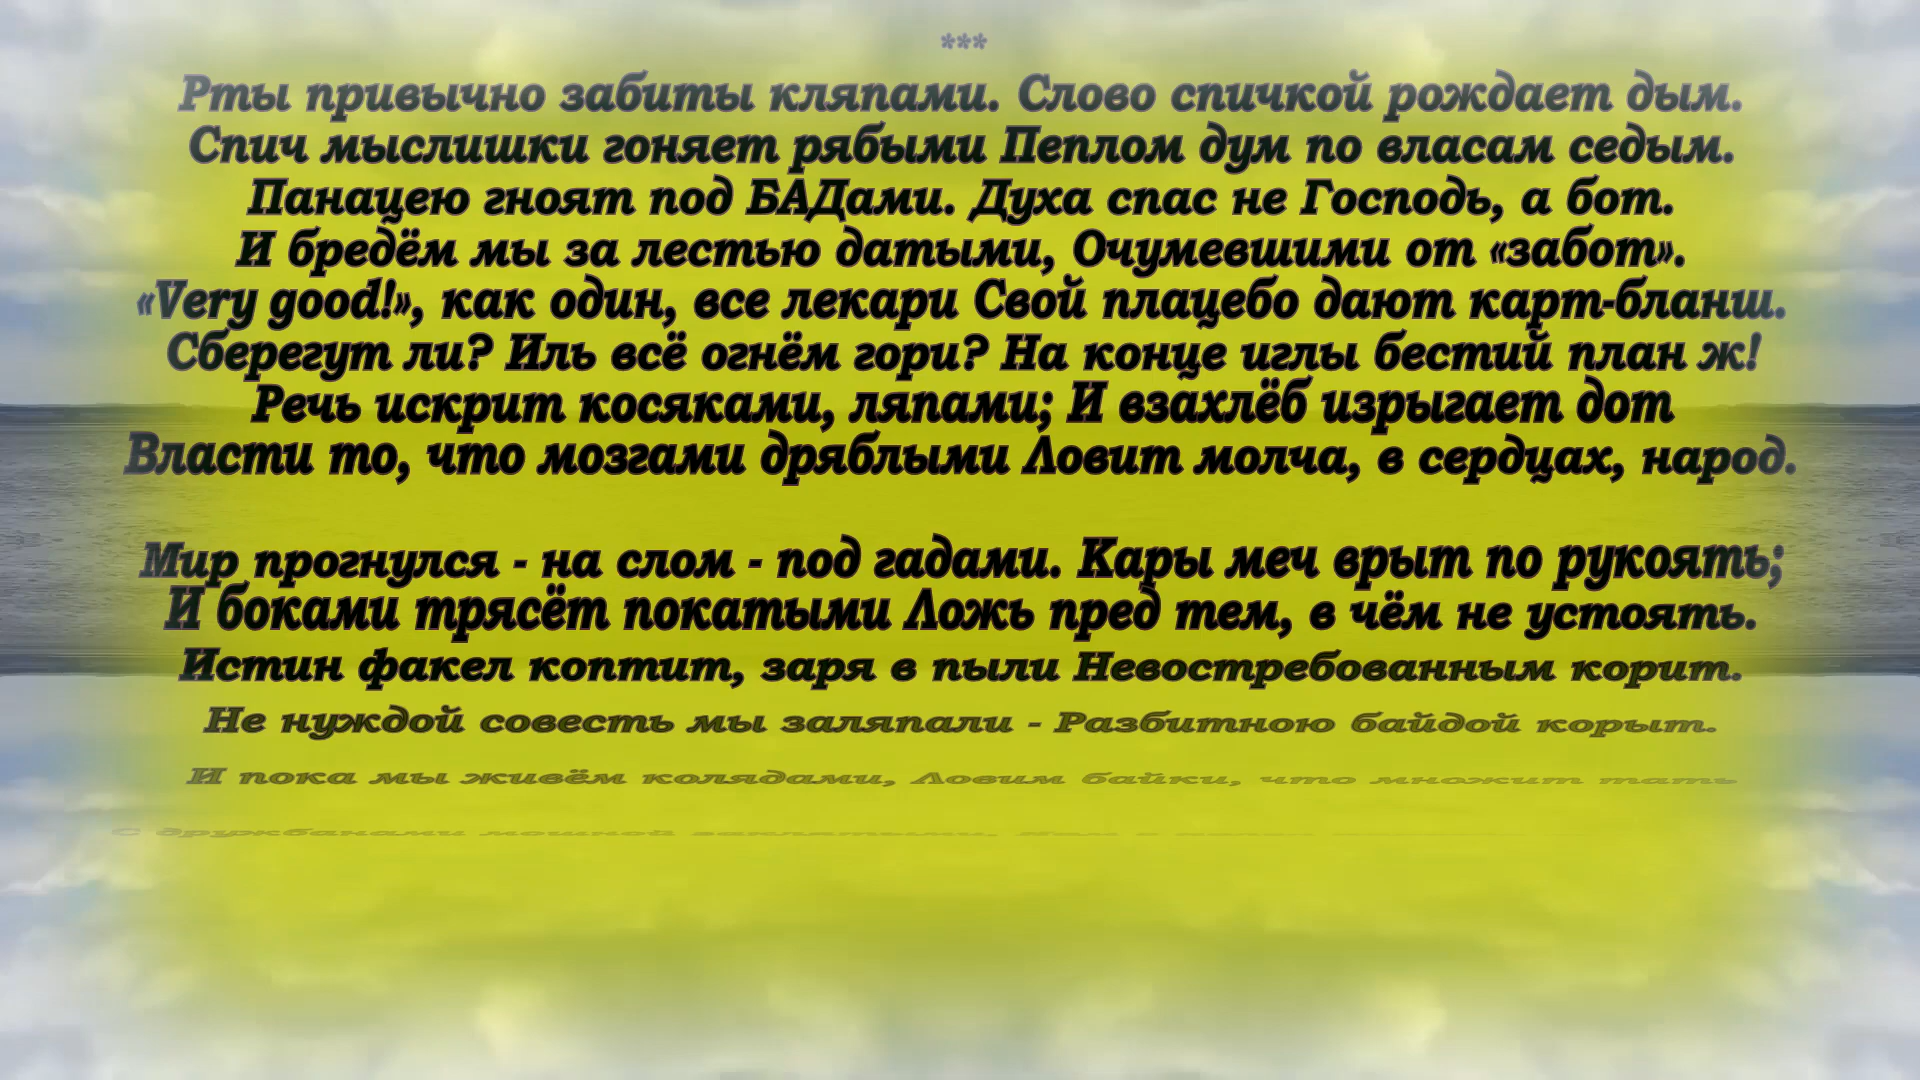 ***
Рты привычно забиты кляпами. Слово спичкой рождает дым.
Спич мыслишки гоняет рябыми Пеплом дум по власам седым.
Панацею гноят под БАДами. Духа спас не Господь, а бот.
И бредём мы за лестью датыми, Очумевшими от «забот».
«Very good!», как один, все лекари Свой плацебо дают карт-бланш.
Сберегут ли? Иль всё огнём гори? На конце иглы бестий план ж!
Речь искрит косяками, ляпами; И взахлёб изрыгает дот
Власти то, что мозгами дряблыми Ловит молча, в сердцах, народ.
Мир прогнулся - на слом - под гадами. Кары меч врыт по рукоять;
И боками трясёт покатыми Ложь пред тем, в чём не устоять.
Истин факел коптит, заря в пыли Невостребованным корит.
Не нуждой совесть мы заляпали - Разбитною байдой корыт.
И пока мы живём колядами, Ловим байки, что множит тать
С дружбанами мошной заклятыми,